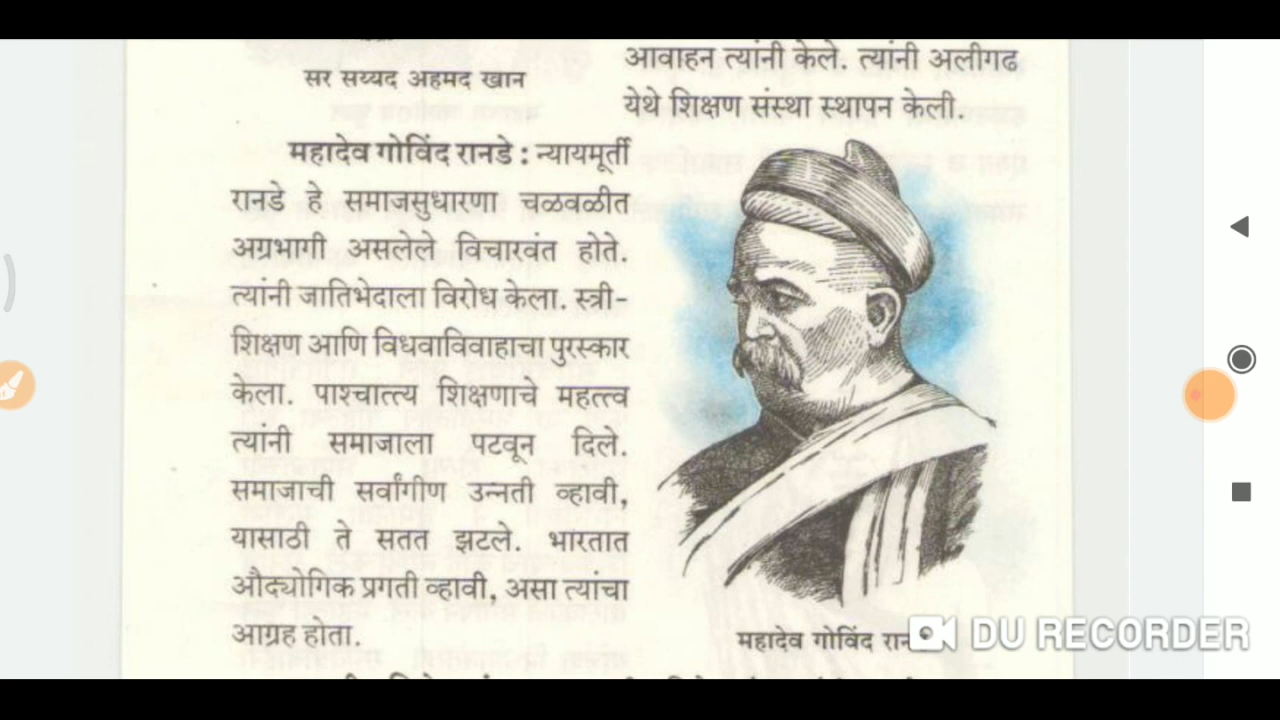 सर सय्यद अहमद खान
आवाहन त्यांनी केले. त्यांनी अलीगढ
येथे शिक्षण संस्था स्थापन केली.
महादेव गोविंद रानडे : न्यायमूर्ती
रानडे हे समाजसुधारणा चळवळीत
अग्रभागी असलेले विचारवंत होते.
त्यांनी जातिभेदाला विरोध केला. स्त्री-
शिक्षण आणि विधवाविवाहाचा पुरस्कार
केला. पाश्चात्त्य शिक्षणाचे महत्त्व
त्यांनी समाजाला पटवून दिले.
समाजाची सर्वांगीण उन्नती व्हावी,
यासाठी ते सतत झटले. भारतात
औद्योगिक प्रगती व्हावी, असा त्यांचा
आग्रह होता.
महादेव गोविंद
DU RECORDER